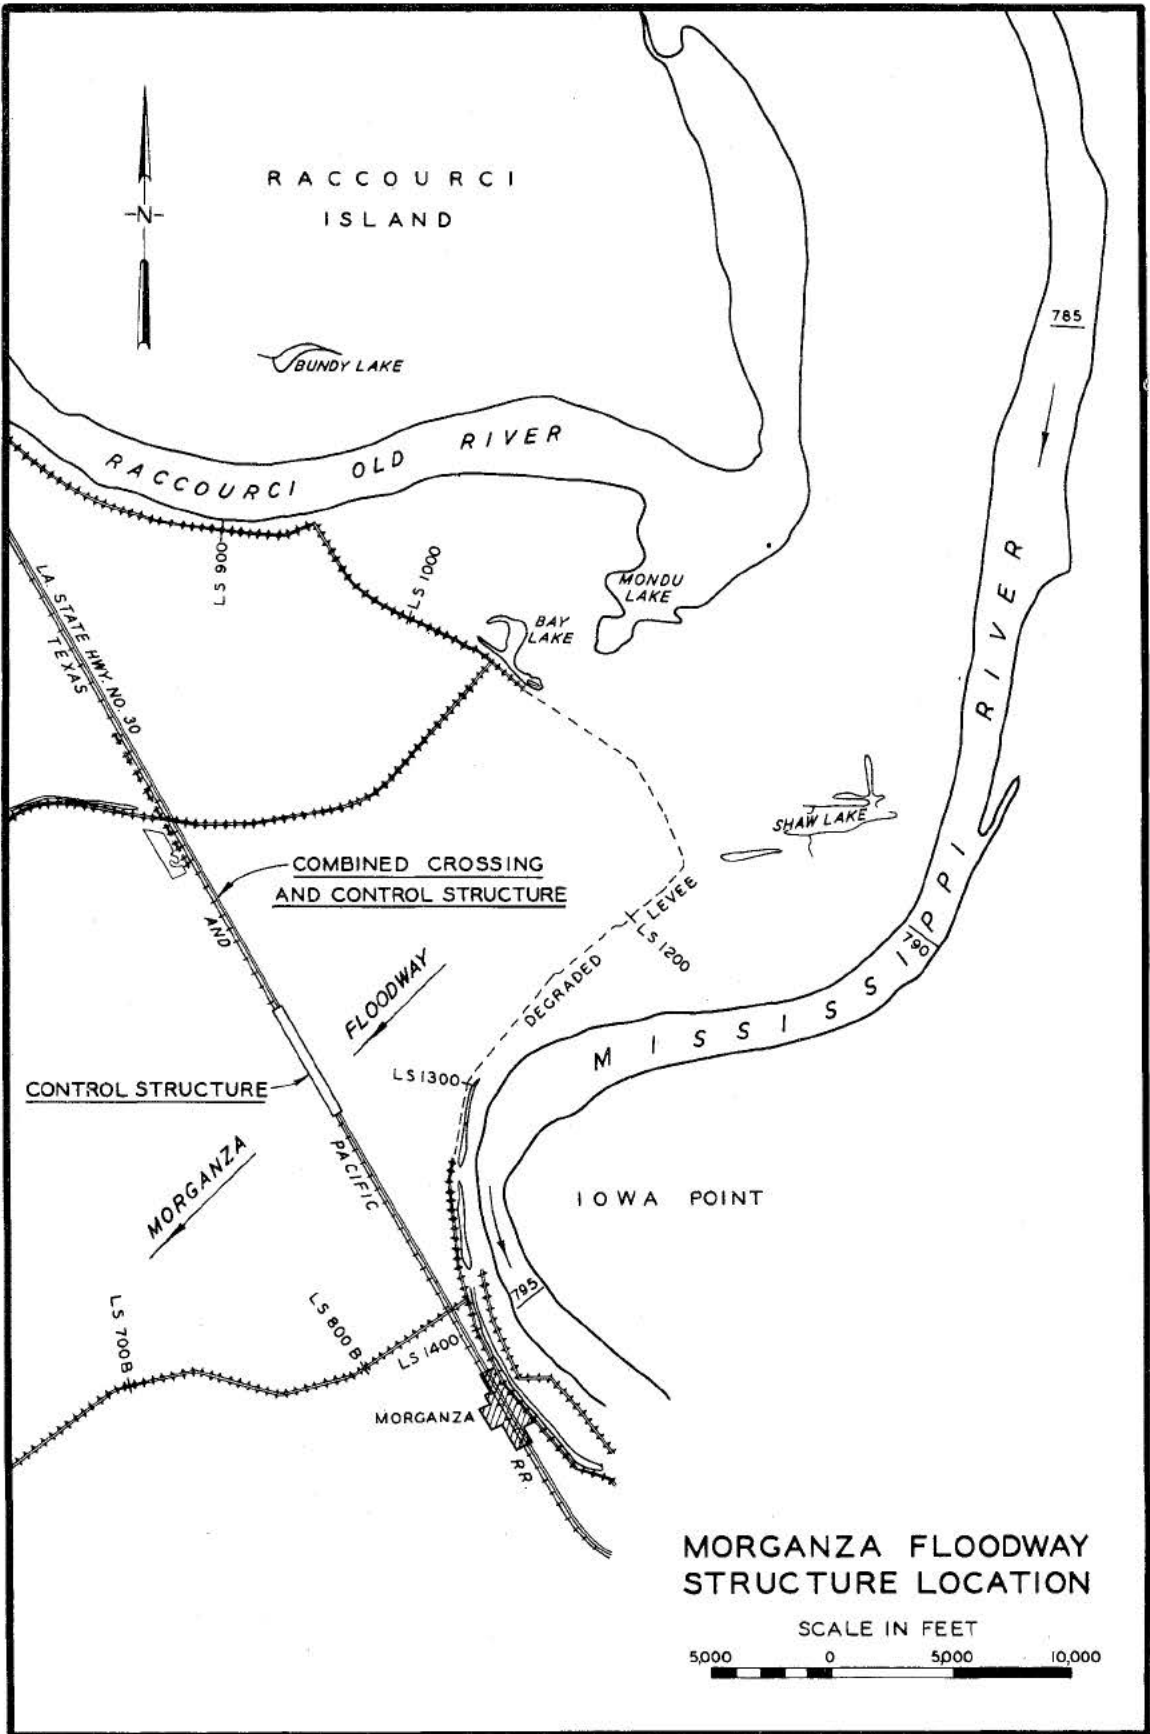 RACCOURCI
ISLAND
-N-
785
BUNDY LAKE
RACCOURCI OLD RIVER
LS 900
LS 1000
MONDU
LAKE
BAY
LAKE
LA. STATE HWY. NO. 30
TEXAS AND PACIFIC RR.
SHAW LAKE
COMBINED CROSSING
AND CONTROL STRUCTURE
LEVEE
LS 1200
DEGRADED
790
MISSISSIPPI RIVER
FLOODWAY
LS 1300
CONTROL STRUCTURE
MORGANZA
IOWA POINT
795
LS 700 B
LS 800 B
LS 1400
MORGANZA
MORGANZA FLOODWAY
STRUCTURE LOCATION
SCALE IN FEET
5,000 0 5,000 10,000